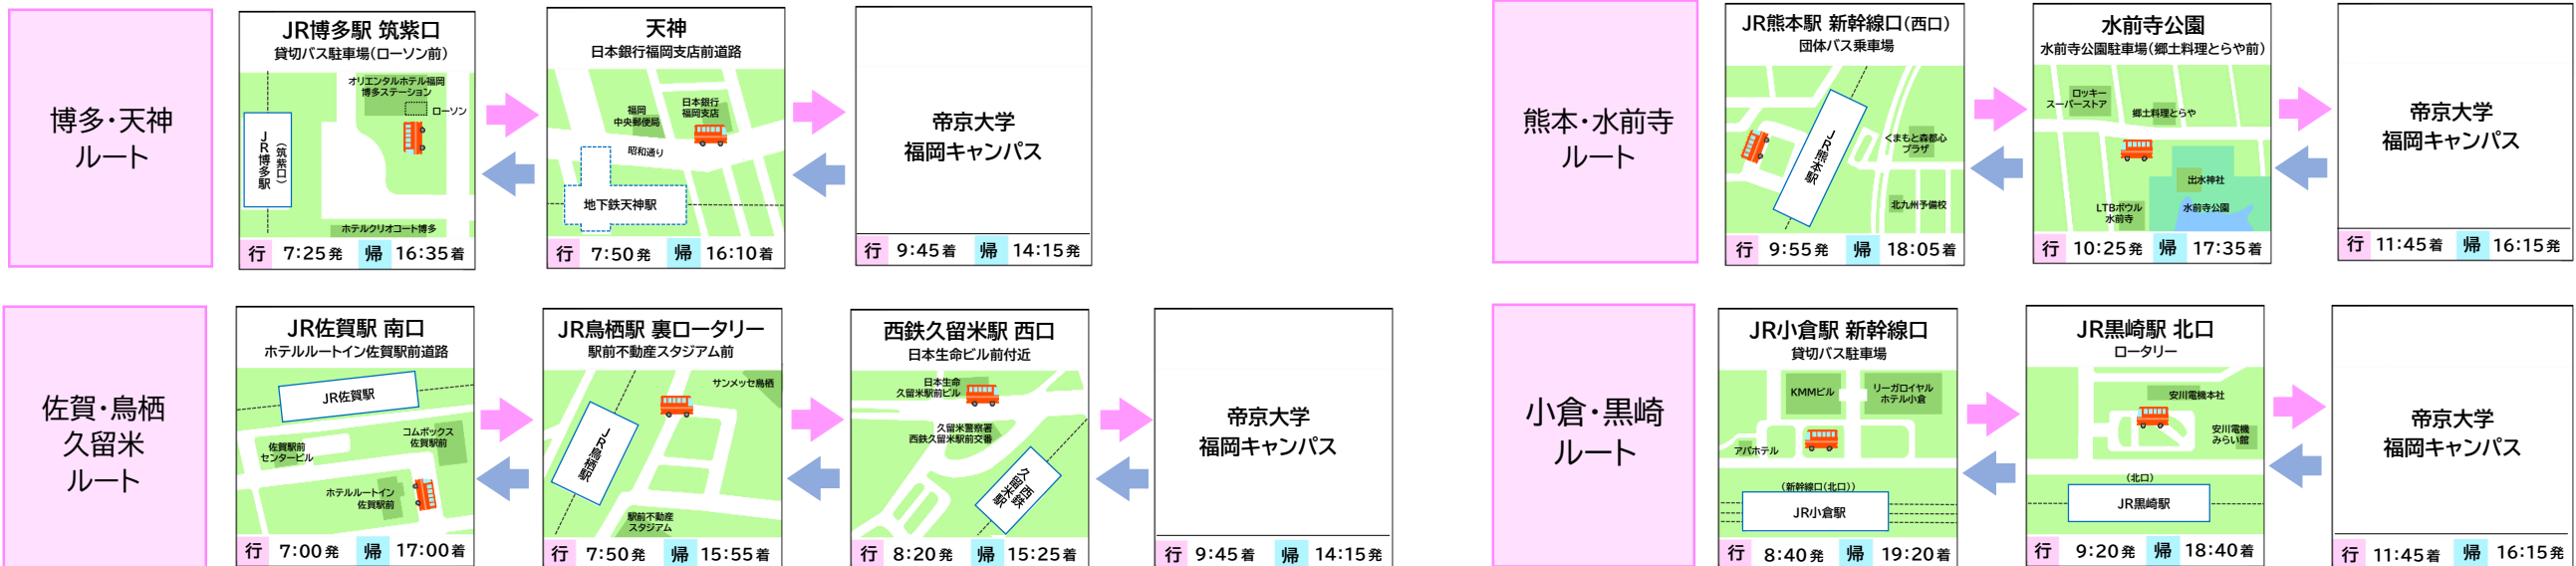 博多・天神
ルート
JR博多駅 筑紫口
貸切バス駐車場(ローソン前)
オリエンタルホテル福岡
博多ステーション
ローソン
JR博多駅
(筑紫口)
ホテルクリオコート博多
行 7:25発 帰 16:35着
天神
日本銀行福岡支店前道路
福岡
中央郵便局
日本銀行
福岡支店
昭和通り
地下鉄天神駅
行 7:50発 帰 16:10着
帝京大学
福岡キャンパス
行 9:45着 帰 14:15発
熊本・水前寺
ルート
JR熊本駅 新幹線口(西口)
団体バス乗車場
JR熊本駅
くまもと森都心
プラザ
北九州予備校
行 9:55発 帰 18:05着
水前寺公園
水前寺公園駐車場(郷土料理とらや前)
ロッキー
スーパーストア
郷土料理とらや
出水神社
LTBボウル
水前寺
水前寺公園
行 10:25発 帰 17:35着
帝京大学
福岡キャンパス
行 11:45着 帰 16:15発
佐賀・鳥栖
久留米
ルート
JR佐賀駅 南口
ホテルルートイン佐賀駅前道路
JR佐賀駅
佐賀駅前
センタービル
コムボックス
佐賀駅前
ホテルルートイン
佐賀駅前
行 7:00発 帰 17:00着
JR鳥栖駅 裏ロータリー
駅前不動産スタジアム前
サンメッセ鳥栖
JR鳥栖駅
駅前不動産
スタジアム
行 7:50発 帰 15:55着
西鉄久留米駅 西口
日本生命ビル前付近
日本生命
久留米駅前ビル
久留米警察署
西鉄久留米駅前交番
西鉄
久留米駅
行 8:20発 帰 15:25着
帝京大学
福岡キャンパス
行 9:45着 帰 14:15発
小倉・黒崎
ルート
JR小倉駅 新幹線口
貸切バス駐車場
KMMビル
リーガロイヤル
ホテル小倉
アパホテル
(新幹線口(北口))
JR小倉駅
行 8:40発 帰 19:20着
JR黒崎駅 北口
ロータリー
安川電機本社
安川電機
みらい館
(北口)
JR黒崎駅
行 9:20発 帰 18:40着
帝京大学
福岡キャンパス
行 11:45着 帰 16:15発